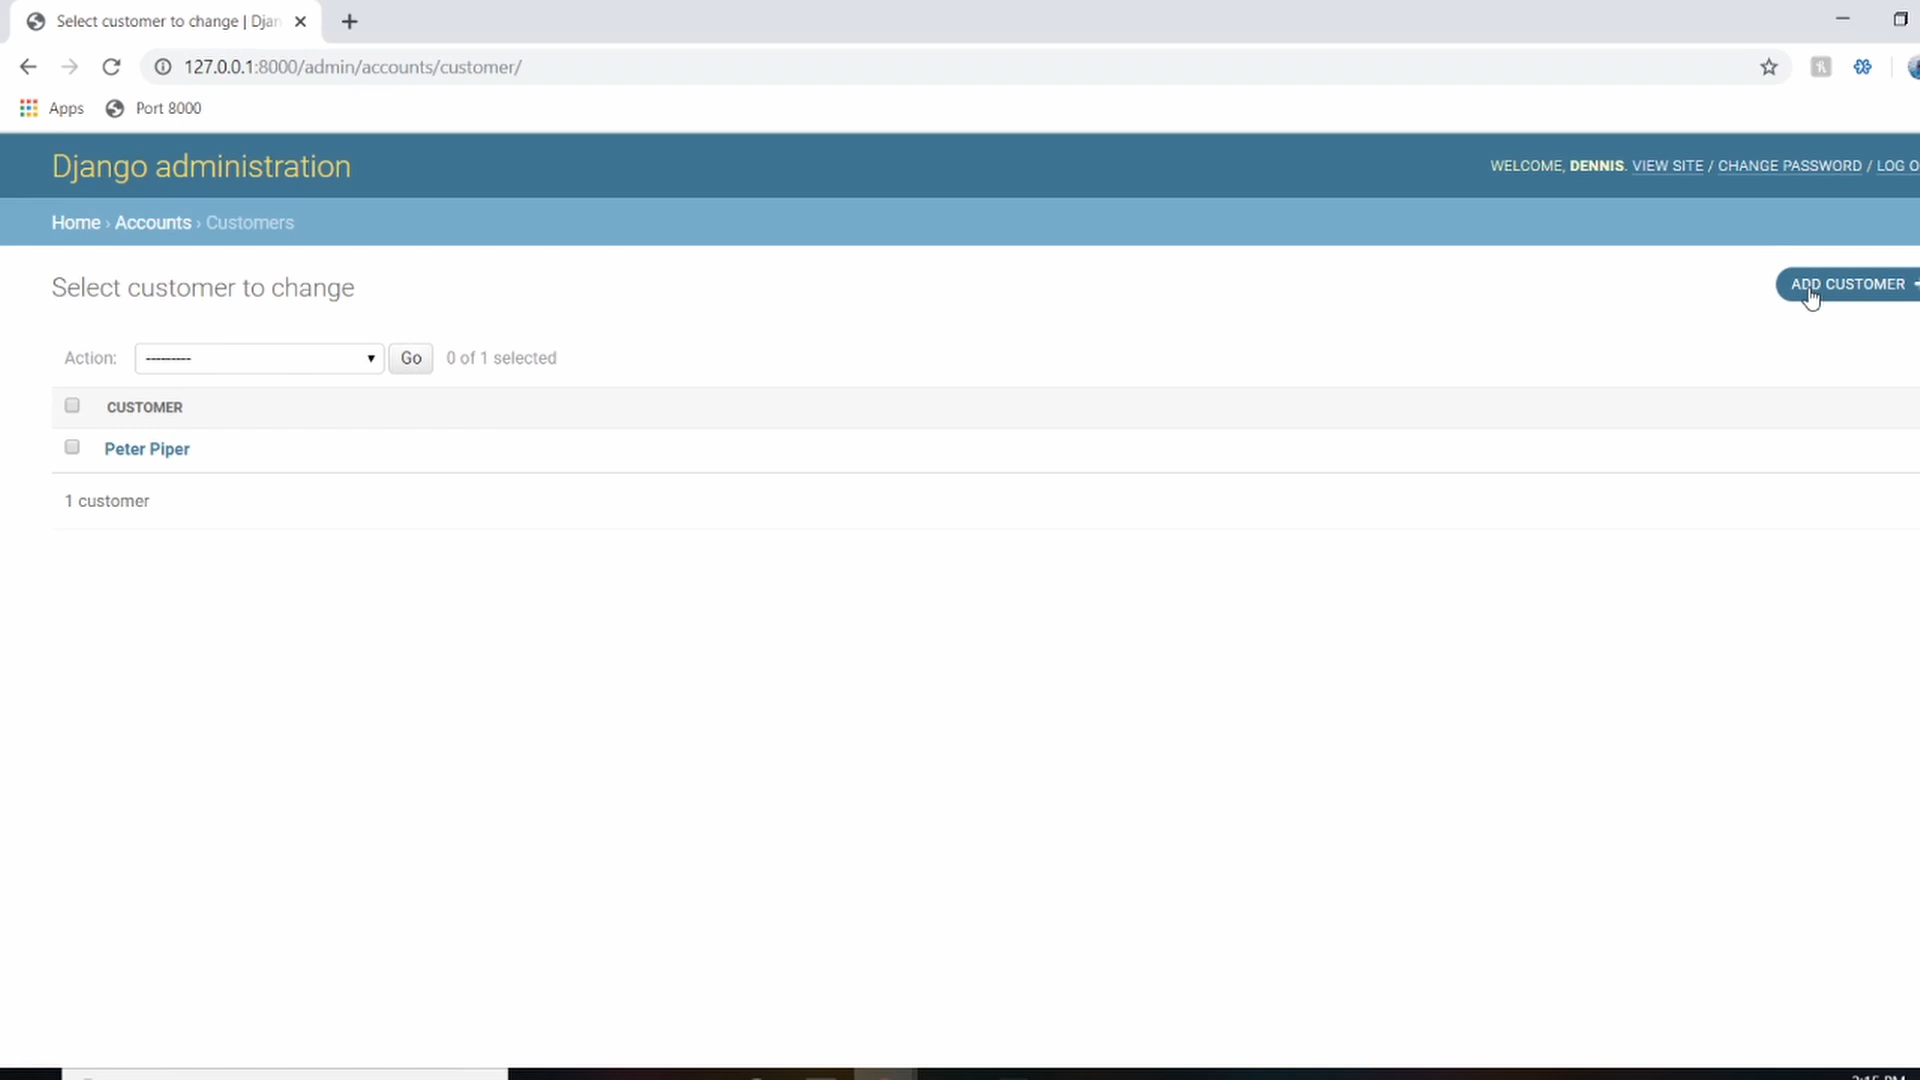 Select customer to change | Djan
127.0.0.1:8000/admin/accounts/customer/
Apps Port 8000
Django administration
WELCOME, DENNIS. VIEW SITE / CHANGE PASSWORD / LOG O
Home › Accounts › Customers
Select customer to change
ADD CUSTOMER +
Action: --------- Go 0 of 1 selected
CUSTOMER
Peter Piper
1 customer